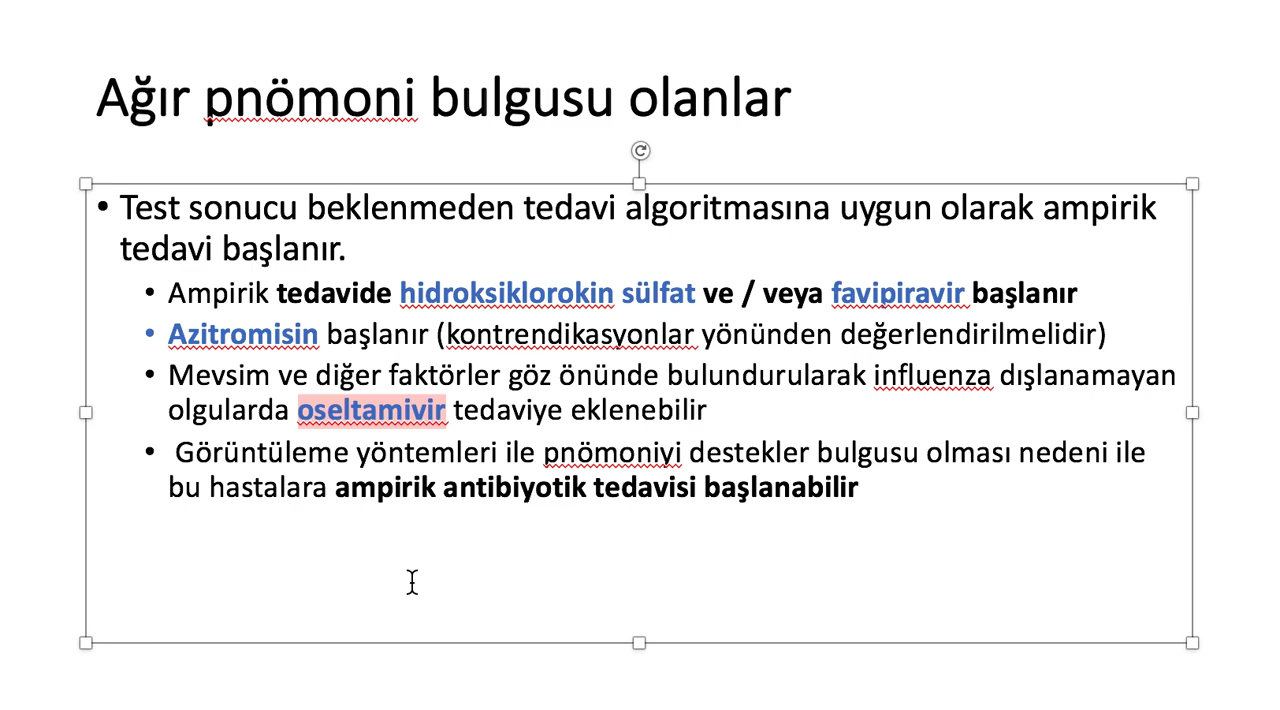 Ağır pnömoni bulgusu olanlar
• Test sonucu beklenmeden tedavi algoritmasına uygun olarak ampirik
tedavi başlanır.
• Ampirik tedavide hidroksiklorokin sülfat ve / veya favipiravir başlanır
• Azitromisin başlanır (kontrendikasyonlar yönünden değerlendirilmelidir)
• Mevsim ve diğer faktörler göz önünde bulundurularak influenza dışlanamayan
olgularda oseltamivir tedaviye eklenebilir
• Görüntüleme yöntemleri ile pnömoniyi destekler bulgusu olması nedeni ile
bu hastalara ampirik antibiyotik tedavisi başlanabilir